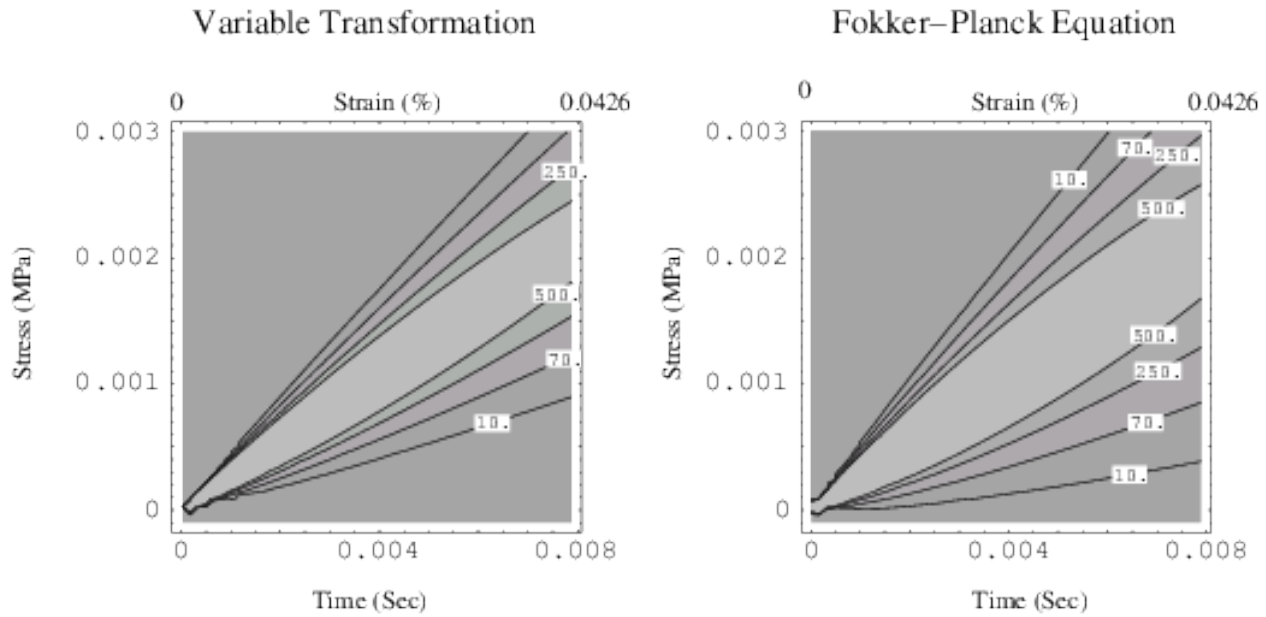 Variable Transformation
0 Strain (%) 0.0426
0.003
250.
0.002
500.
0.001
70.
10.
0
Stress (MPa)
0 0.004 0.008
Time (Sec)
Fokker–Planck Equation
0
Strain (%) 0.0426
0.003
70. 250.
10.
500.
0.002
500.
0.001
250.
70.
10.
0
Stress (MPa)
0 0.004 0.008
Time (Sec)